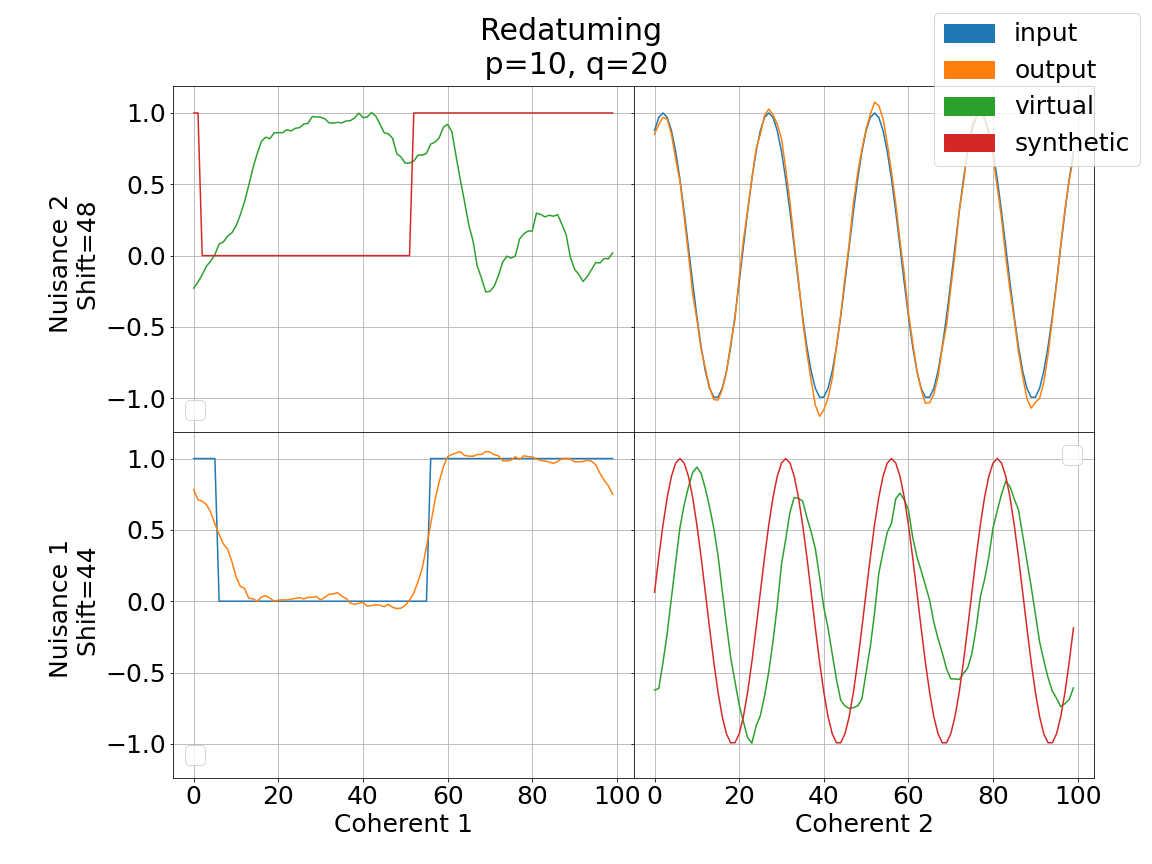 Redatuming
p=10, q=20
input
output
virtual
synthetic
Nuisance 2
Shift=48
1.0
0.5
0.0
−0.5
−1.0
Nuisance 1
Shift=44
1.0
0.5
0.0
−0.5
−1.0
0 20 40 60 80 100
0 20 40 60 80 100
Coherent 1
Coherent 2